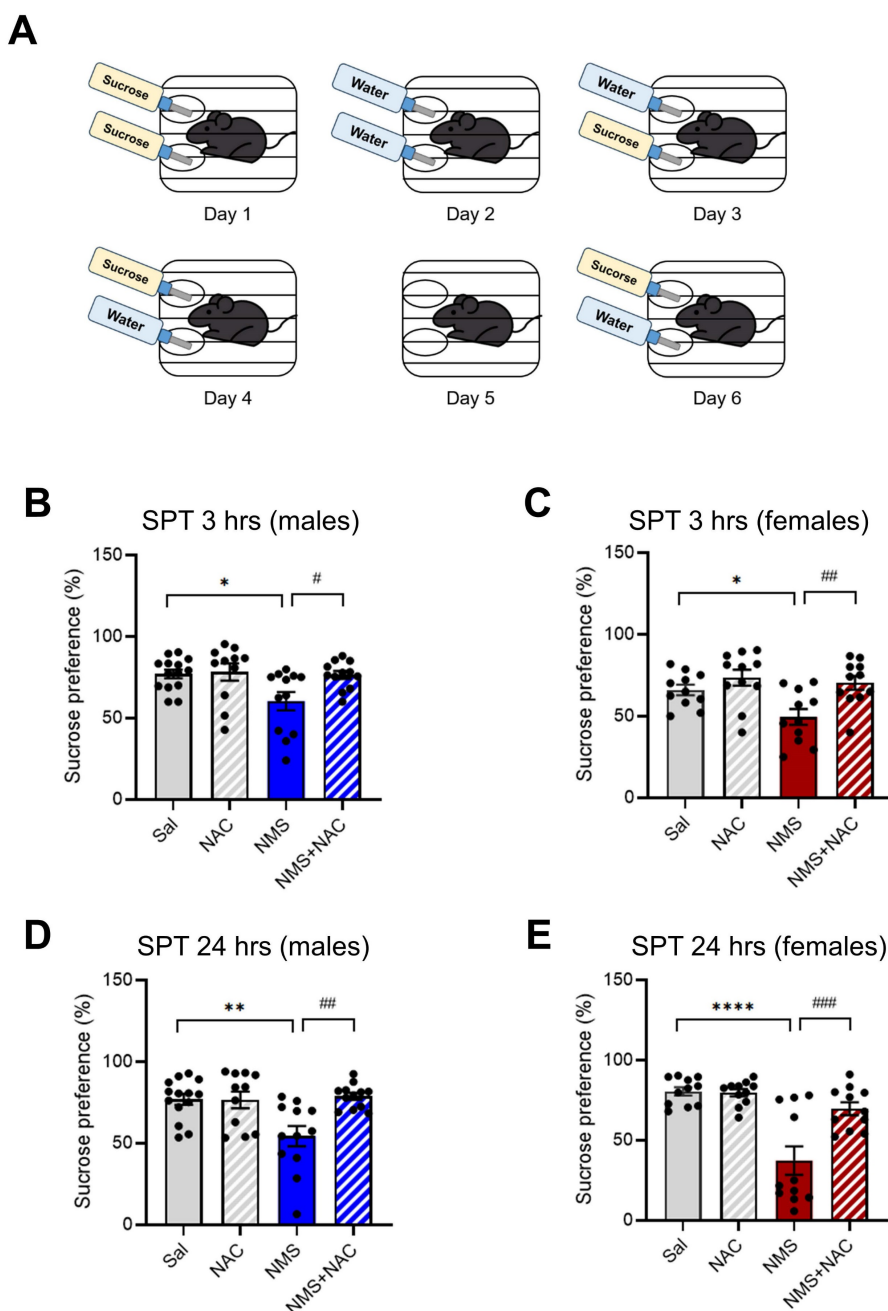 A
Sucrose
Sucrose
Day 1
Water
Water
Day 2
Water
Sucrose
Day 3
Sucrose
Water
Day 4
Day 5
Sucorse
Water
Day 6
B
SPT 3 hrs (males)
Sucrose preference (%)
150
100
50
0
*
#
Sal
NAC
NMS
NMS+NAC
C
SPT 3 hrs (females)
Sucrose preference (%)
150
100
50
0
*
##
Sal
NAC
NMS
NMS+NAC
D
SPT 24 hrs (males)
Sucrose preference (%)
150
100
50
0
**
##
Sal
NAC
NMS
NMS+NAC
E
SPT 24 hrs (females)
Sucrose preference (%)
150
100
50
0
****
###
Sal
NAC
NMS
NMS+NAC